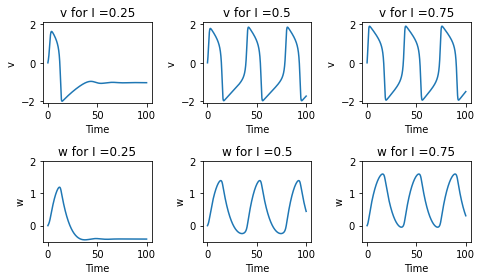 v for I =0.25
v for I =0.5
v for I =0.75
2
0
−2
v
0
50
100
Time
2
0
−2
v
0
50
100
Time
2
0
−2
v
0
50
100
Time
w for I =0.25
w for I =0.5
w for I =0.75
2
1
0
w
0
50
100
Time
2
1
0
w
0
50
100
Time
2
1
0
w
0
50
100
Time